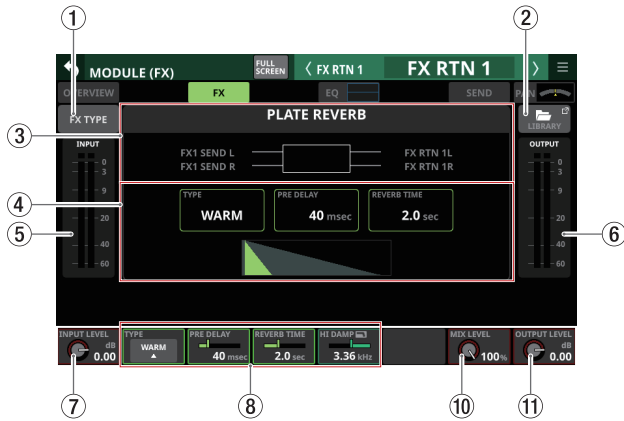 ① ②
MODULE (FX) FULL SCREEN FX RTN 1 FX RTN 1
OVERVIEW FX EQ SEND PAN
FX TYPE PLATE REVERB LIBRARY
③
INPUT OUTPUT
FX1 SEND L FX RTN 1L
FX1 SEND R FX RTN 1R
0 0
3 3
9 9
20 20
40 40
60 60
④
TYPE PRE DELAY REVERB TIME
WARM 40 msec 2.0 sec
⑤ ⑥
INPUT LEVEL TYPE PRE DELAY REVERB TIME HI DAMP MIX LEVEL OUTPUT LEVEL
dB WARM dB
0.00 40 msec 2.0 sec 3.36 kHz 100% 0.00
⑦ ⑧ ⑩ ⑪